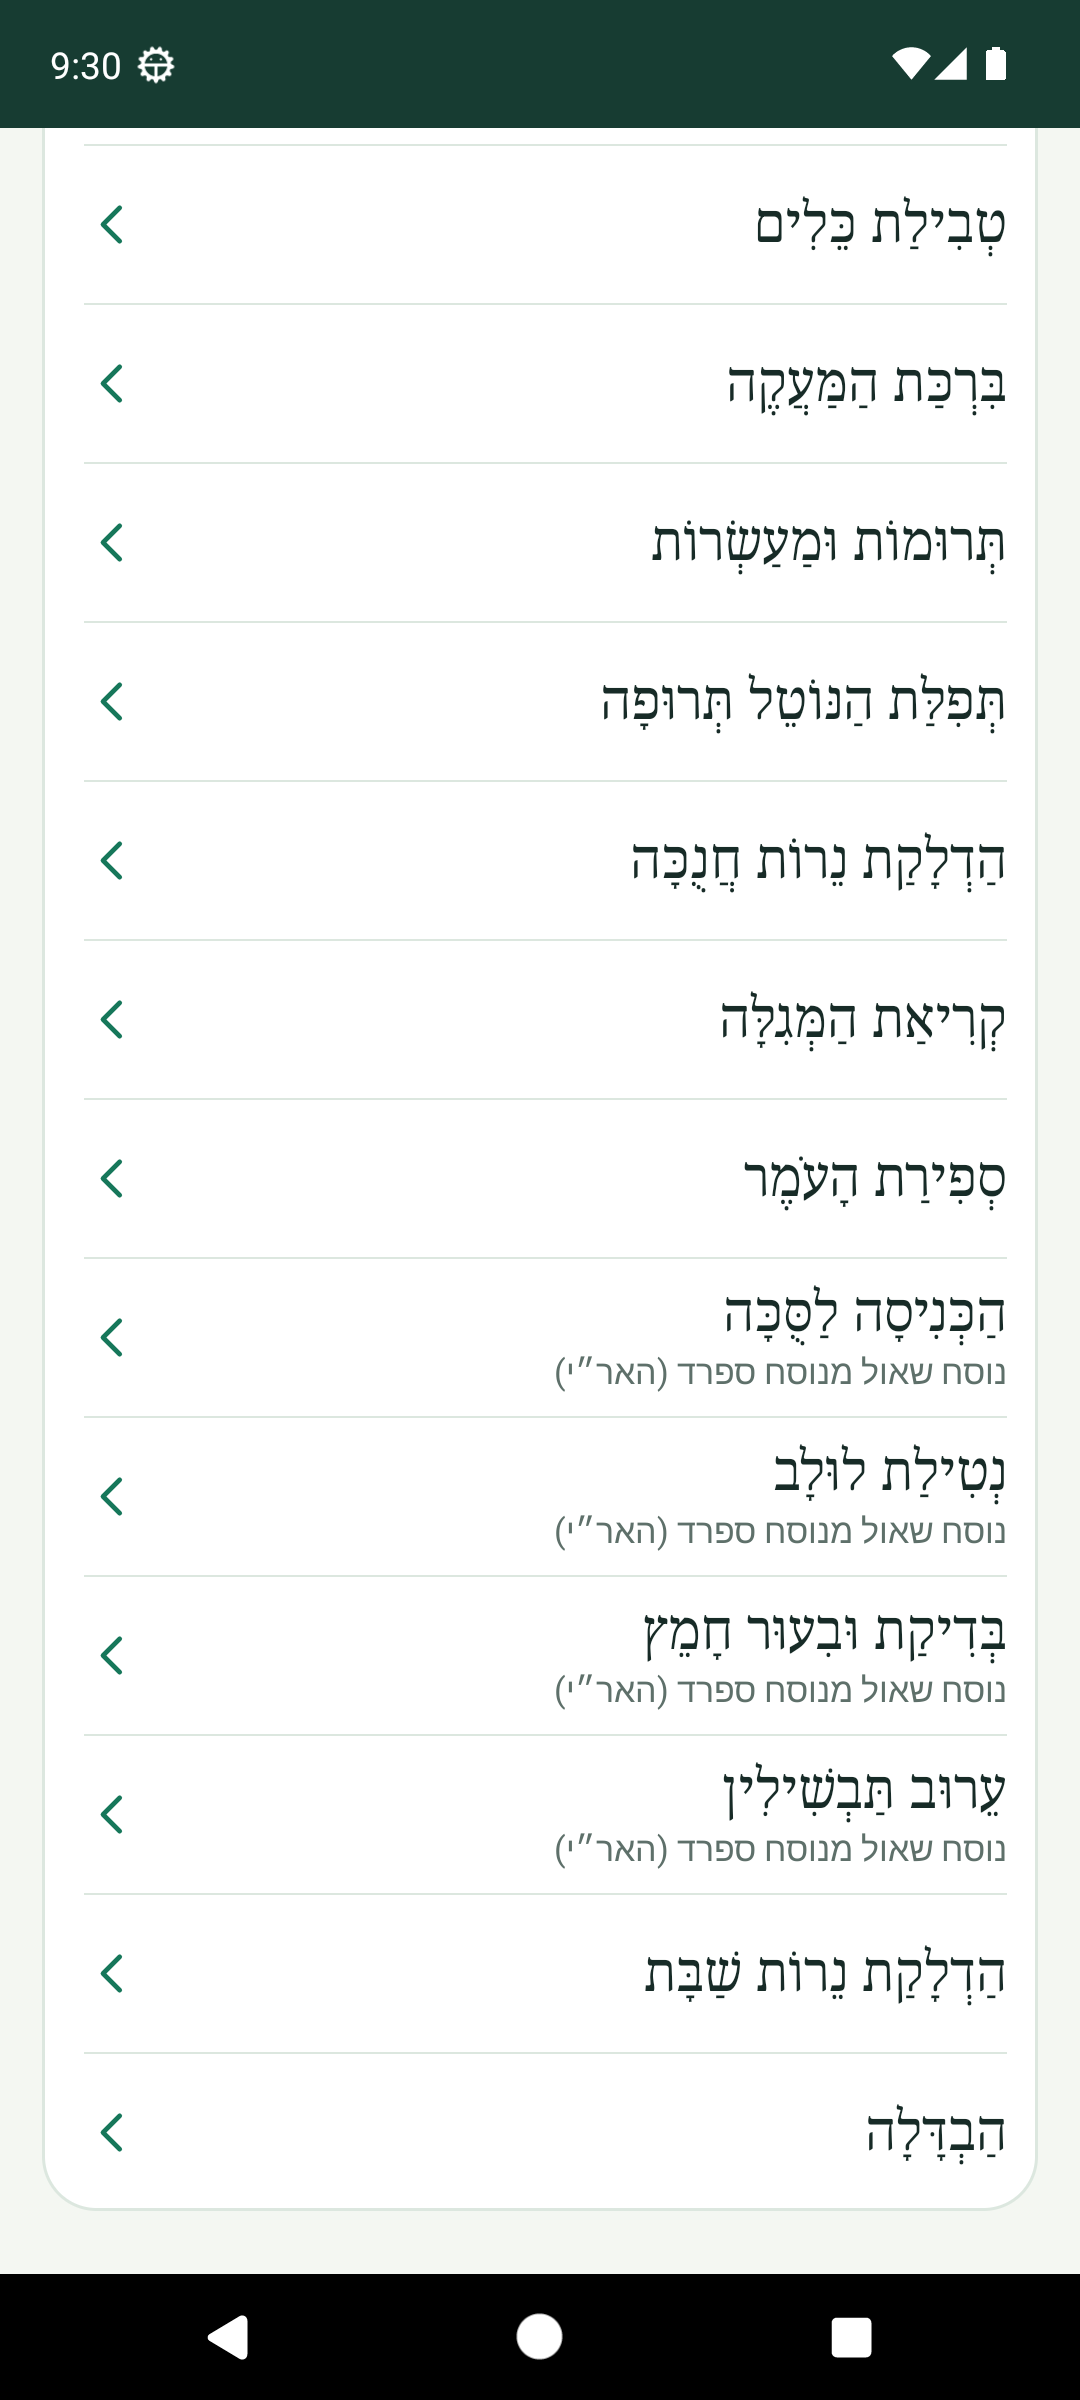 9:30
טְבִילַת כֵּלִים
בִּרְכַּת הַמַּעֲקֶה
תְּרוּמוֹת וּמַעַשְׂרוֹת
תְּפִלַּת הַנּוֹטֵל תְּרוּפָה
הַדְלָקַת נֵרוֹת חֲנֻכָּה
קְרִיאַת הַמְּגִלָּה
סְפִירַת הָעֹמֶר
הַכְּנִיסָה לַסֻּכָּה
נוסח שאול מנוסח ספרד (האר״י)
נְטִילַת לוּלָב
נוסח שאול מנוסח ספרד (האר״י)
בְּדִיקַת וּבִעוּר חָמֵץ
נוסח שאול מנוסח ספרד (האר״י)
עֵרוּב תַּבְשִׁילִין
נוסח שאול מנוסח ספרד (האר״י)
הַדְלָקַת נֵרוֹת שַׁבָּת
הַבְדָּלָה